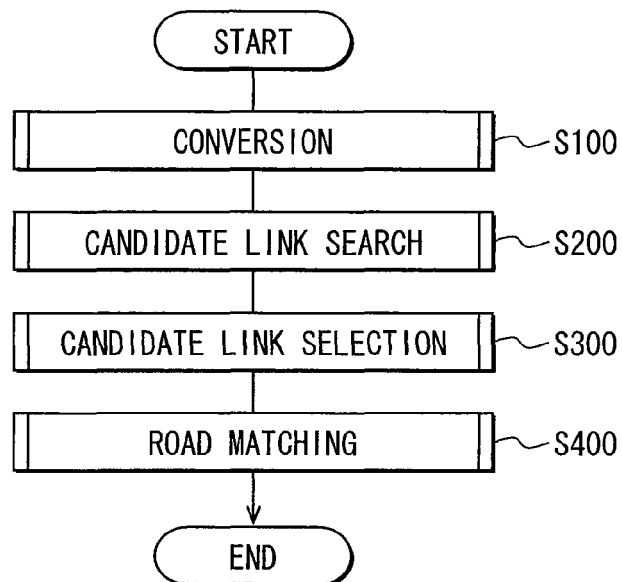 START
CONVERSION
S100
CANDIDATE LINK SEARCH
S200
CANDIDATE LINK SELECTION
S300
ROAD MATCHING
S400
END